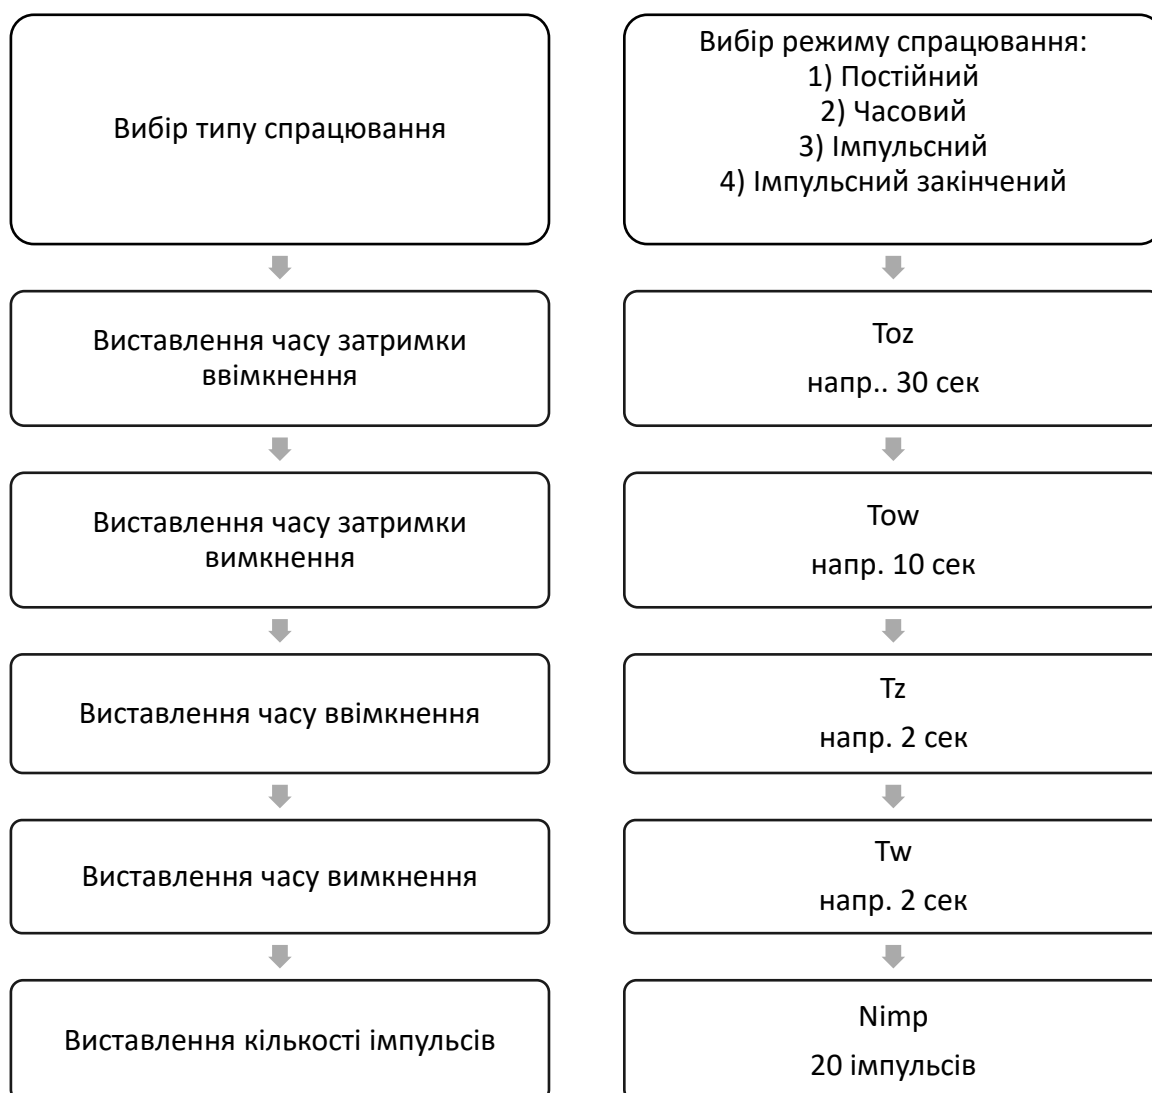 Вибір типу спрацювання
Вибір режиму спрацювання:
1) Постійний
2) Часовий
3) Імпульсний
4) Імпульсний закінчений
Виставлення часу затримки
ввімкнення
Toz
напр.. 30 сек
Виставлення часу затримки
вимкнення
Tow
напр. 10 сек
Виставлення часу ввімкнення
Tz
напр. 2 сек
Виставлення часу вимкнення
Tw
напр. 2 сек
Виставлення кількості імпульсів
Nimp
20 імпульсів